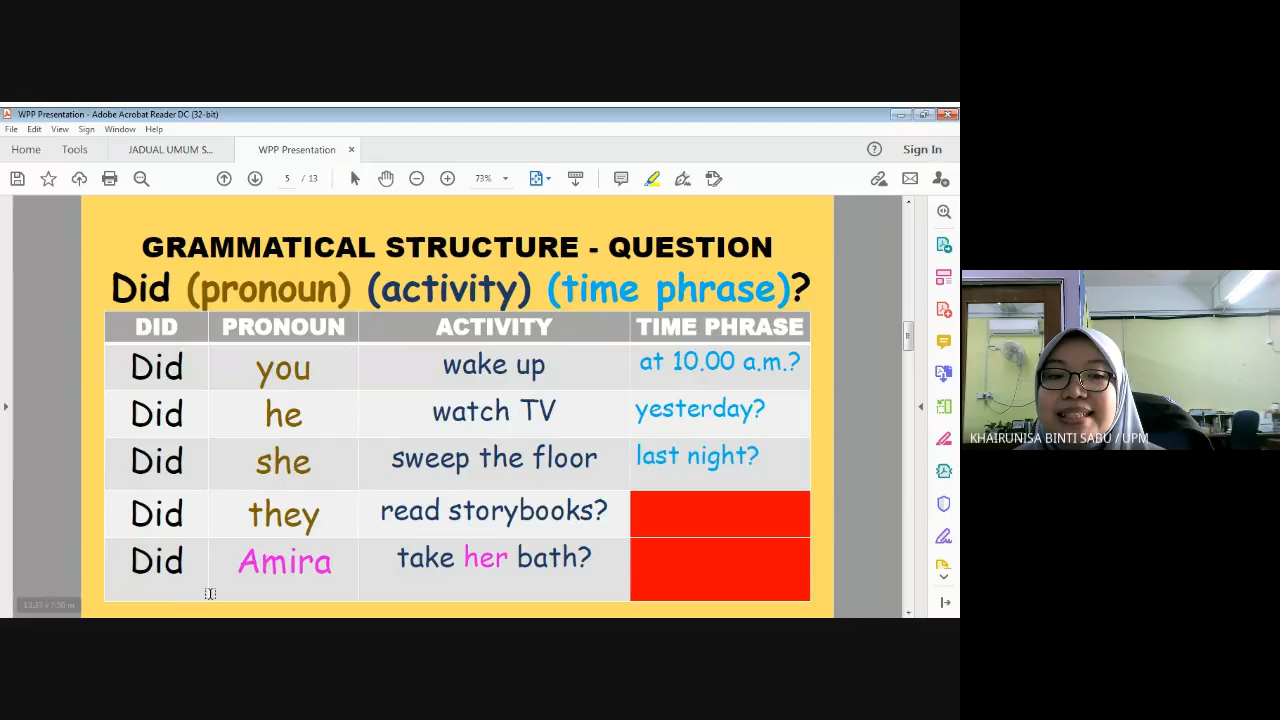 WPP Presentation - Adobe Acrobat Reader DC (32-bit)
File Edit View Sign Window Help
Home Tools JADUAL UMUM S... WPP Presentation × Sign In
5 / 13 73%
GRAMMATICAL STRUCTURE - QUESTION
Did (pronoun) (activity) (time phrase)?
DID PRONOUN ACTIVITY TIME PHRASE
Did you wake up at 10.00 a.m.?
Did he watch TV yesterday?
Did she sweep the floor last night?
Did they read storybooks?
Did Amira take her bath?
KHAIRUNISA BINTI SABU / UPM